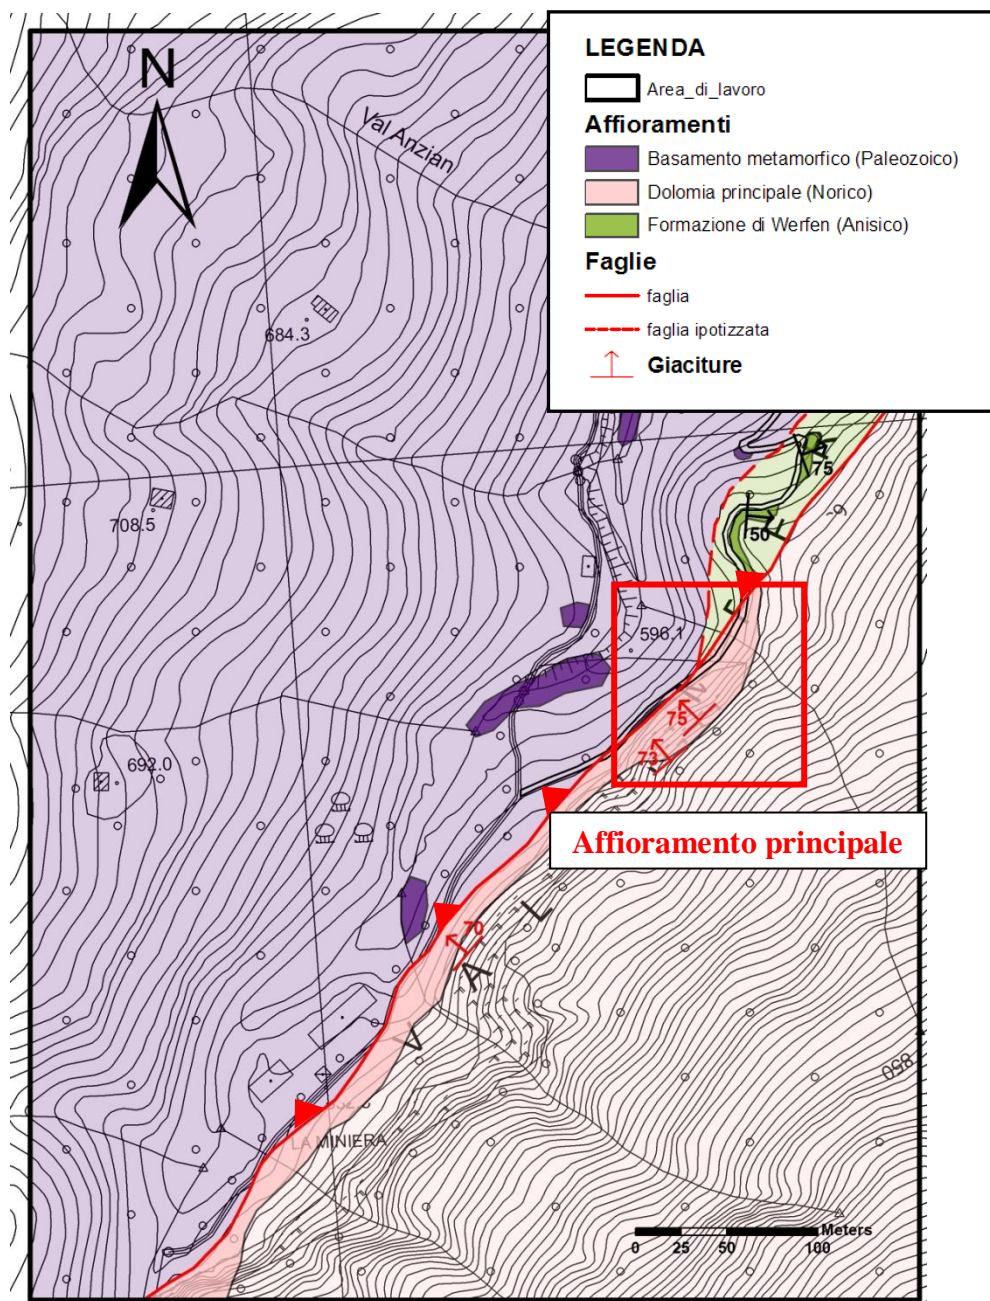 LEGENDA
Area_di_lavoro
Affioramenti
Basamento metamorfico (Paleozoico)
Dolomia principale (Norico)
Formazione di Werfen (Anisico)
Faglie
faglia
faglia ipotizzata
Giaciture
N
Val Anzian
684.3
75
708.5
50
596.1
75
73
692.0
Affioramento principale
70
V A L
850
LA MINIERA
Meters
0 25 50 100